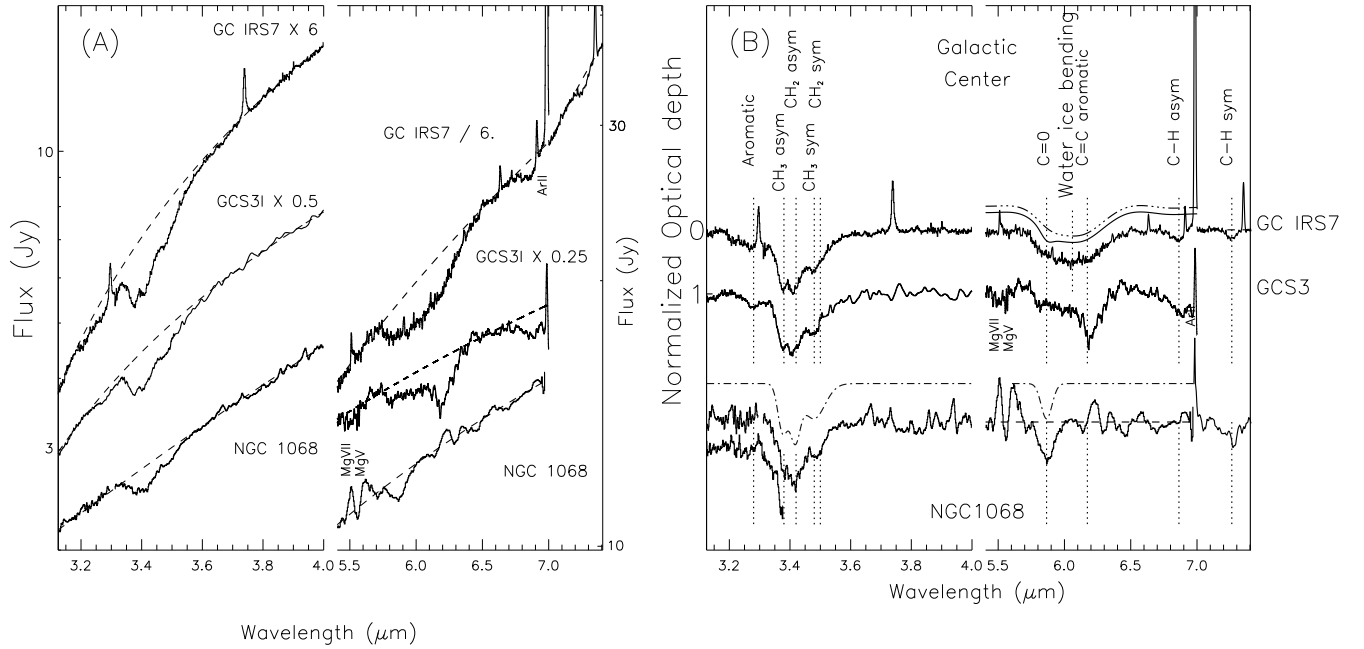 (A)
GC IRS7 X 6
GCS3I X 0.5
NGC 1068
GC IRS7 / 6.
GCS3I X 0.25
NGC 1068
ArII
MgVII
MgV
10
3
30
10
Flux (Jy)
Flux (Jy)
3.2 3.4 3.6 3.8 4.0 5.5 6.0 6.5 7.0
Wavelength (μm)
(B)
Galactic
Center
Aromatic
CH3 asym
CH2 asym
CH3 sym
CH2 sym
C=O
Water ice bending
C=C aromatic
C-H asym
C-H sym
GC IRS7
GCS3
MgVII
MgV
NGC1068
0
1
Normalized Optical depth
3.2 3.4 3.6 3.8 4.0 5.5 6.0 6.5 7.0
Wavelength (μm)